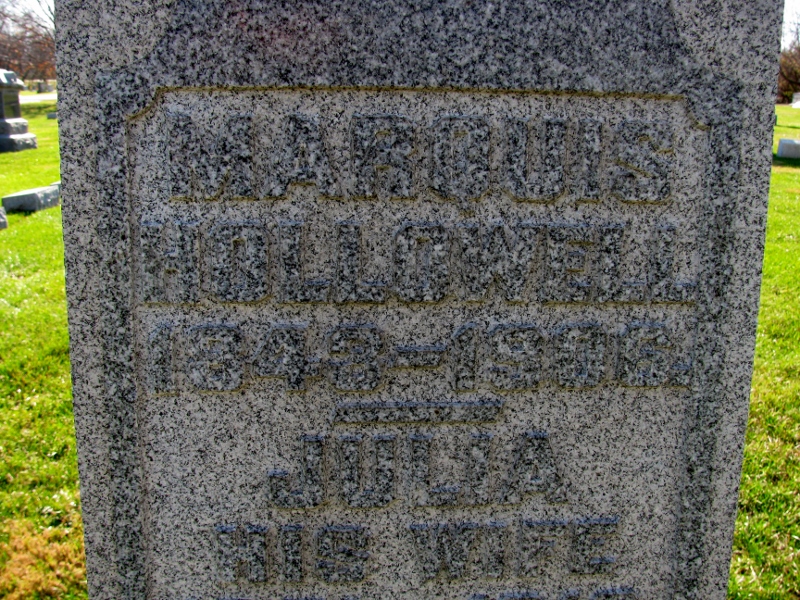 MARQUIS
HOLLOWELL
1848-1906.
JULIA
HIS WIFE